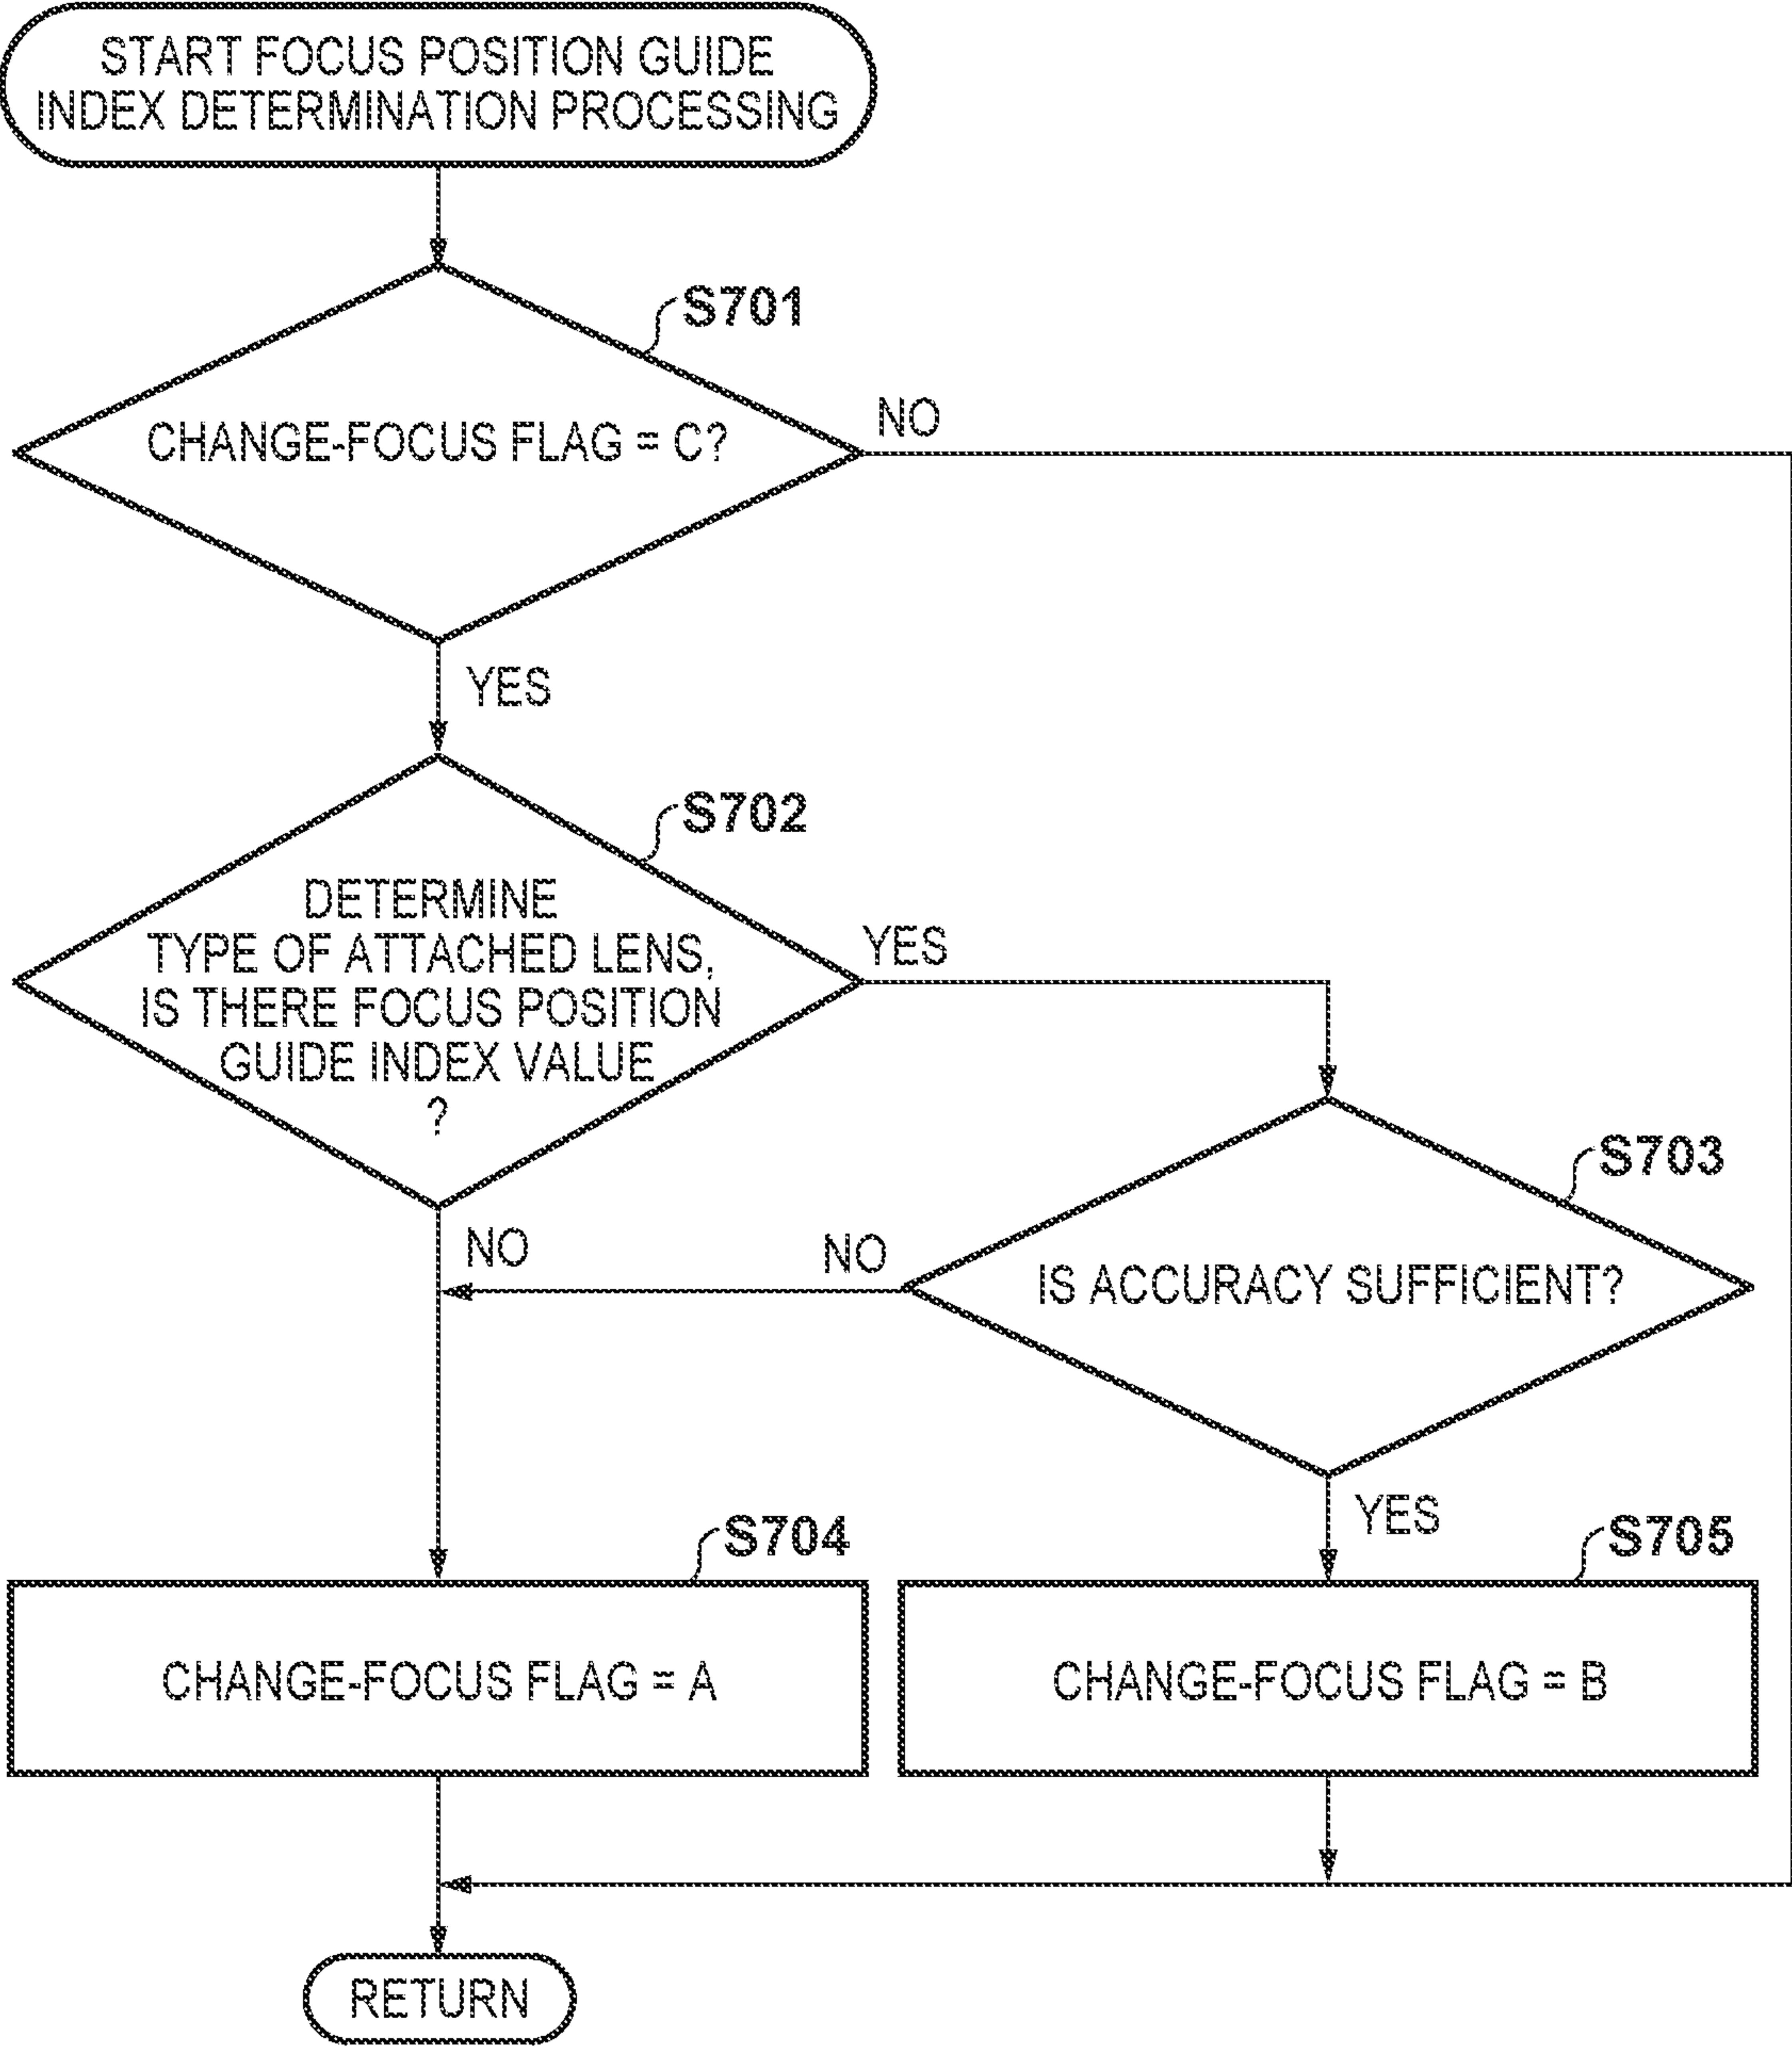 START FOCUS POSITION GUIDE
INDEX DETERMINATION PROCESSING
S701
CHANGE-FOCUS FLAG = C?
NO
YES
S702
DETERMINE
TYPE OF ATTACHED LENS,
IS THERE FOCUS POSITION
GUIDE INDEX VALUE
?
YES
S703
IS ACCURACY SUFFICIENT?
NO
NO
YES
S704
CHANGE-FOCUS FLAG = A
S705
CHANGE-FOCUS FLAG = B
RETURN